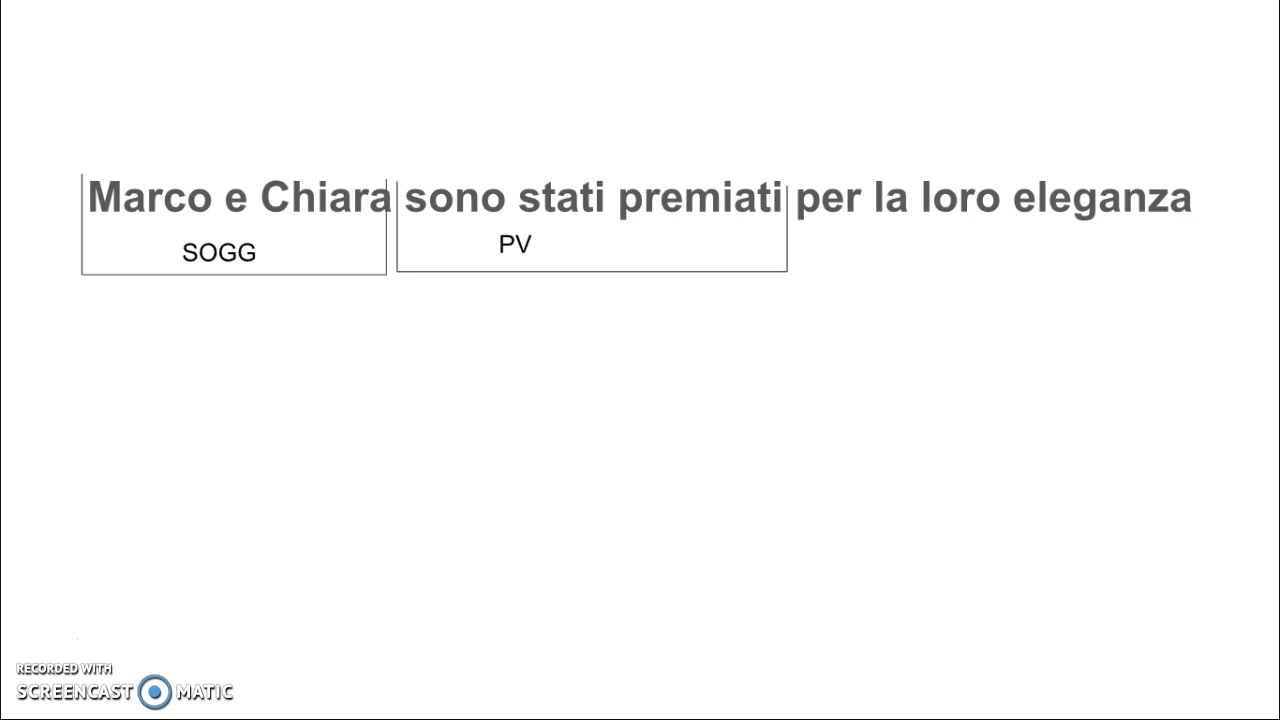 Marco e Chiara sono stati premiati per la loro eleganza
SOGG PV
RECORDED WITH
SCREENCAST MATIC